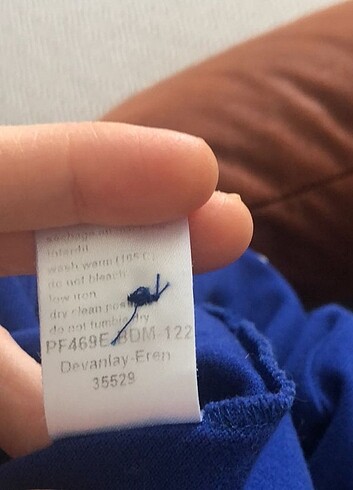 interdit
wash warm (105
do not bleach
low iron
dry clean
do not tumble dry
PF469E BDM-122
Devanlay-Eren
35529